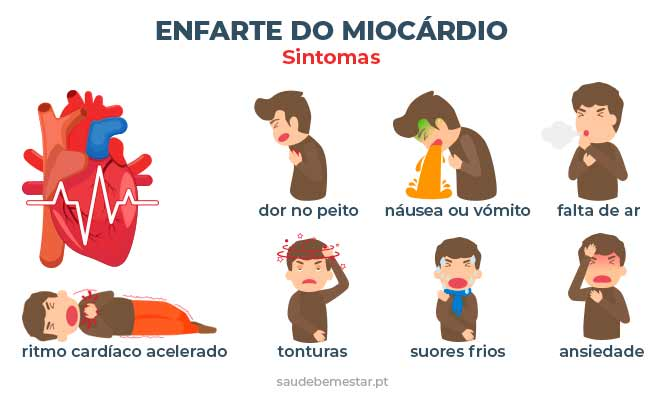 ENFARTE DO MIOCÁRDIO
Sintomas
dor no peito
náusea ou vómito
falta de ar
ritmo cardíaco acelerado
tonturas
suores frios
ansiedade
saudebemestar.pt